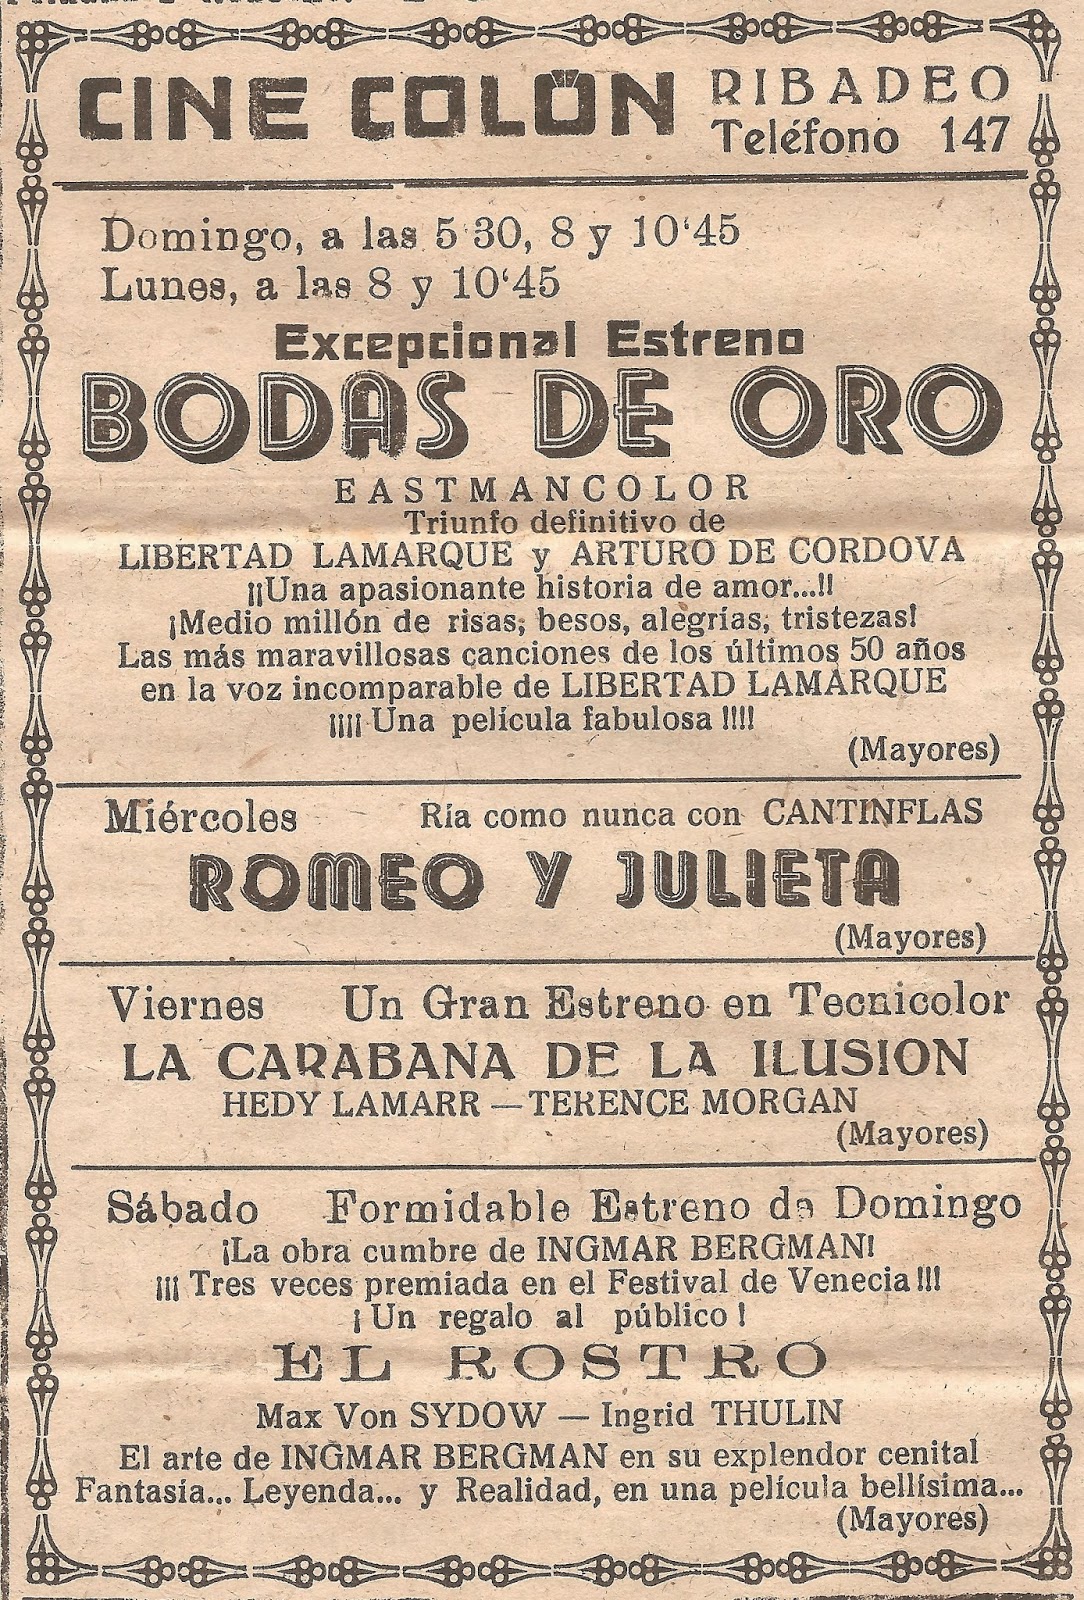 CINE COLÓN
RIBADEO
Teléfono 147
Domingo, a las 5 30, 8 y 10‘45
Lunes, a las 8 y 10‘45
Excepcional Estreno
BODAS DE ORO
EASTMANCOLOR
Triunfo definitivo de
LIBERTAD LAMARQUE y ARTURO DE CORDOVA
¡¡Una apasionante historia de amor...!!
¡Medio millón de risas, besos, alegrías, tristezas!
Las más maravillosas canciones de los últimos 50 años
en la voz incomparable de LIBERTAD LAMARQUE
¡¡¡¡ Una película fabulosa !!!!
(Mayores)
Miércoles Ría como nunca con CANTINFLAS
ROMEO Y JULIETA
(Mayores)
Viernes Un Gran Estreno en Tecnicolor
LA CARABANA DE LA ILUSION
HEDY LAMARR — TERENCE MORGAN
(Mayores)
Sábado Formidable Estreno de Domingo
¡La obra cumbre de INGMAR BERGMAN!
¡¡¡ Tres veces premiada en el Festival de Venecia !!!
¡ Un regalo al público !
EL ROSTRO
Max Von SYDOW — Ingrid THULIN
El arte de INGMAR BERGMAN en su explendor cenital
Fantasía... Leyenda... y Realidad, en una película bellísima...
(Mayores)